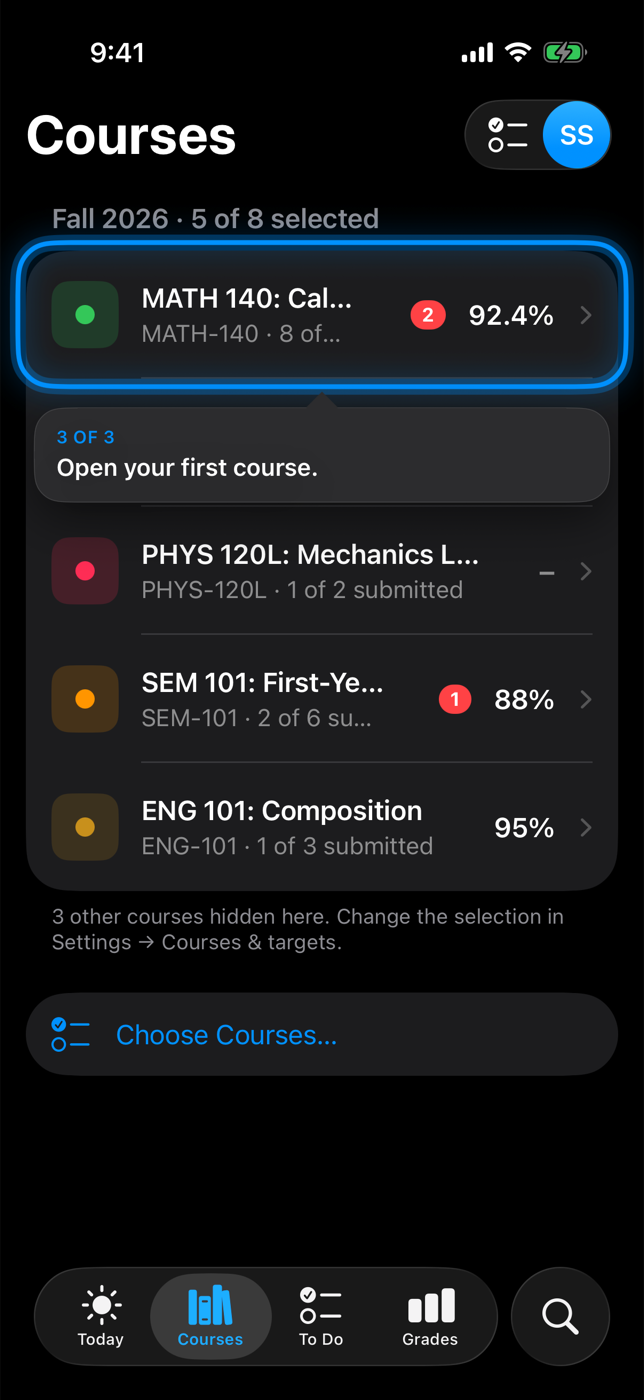 9:41
Courses
SS
Fall 2026 · 5 of 8 selected
MATH 140: Cal...
2
92.4%
MATH-140 · 8 of...
3 OF 3
Open your first course.
PHYS 120L: Mechanics L...
–
PHYS-120L · 1 of 2 submitted
SEM 101: First-Ye...
1
88%
SEM-101 · 2 of 6 su...
ENG 101: Composition
95%
ENG-101 · 1 of 3 submitted
3 other courses hidden here. Change the selection in
Settings → Courses & targets.
Choose Courses...
Today
Courses
To Do
Grades